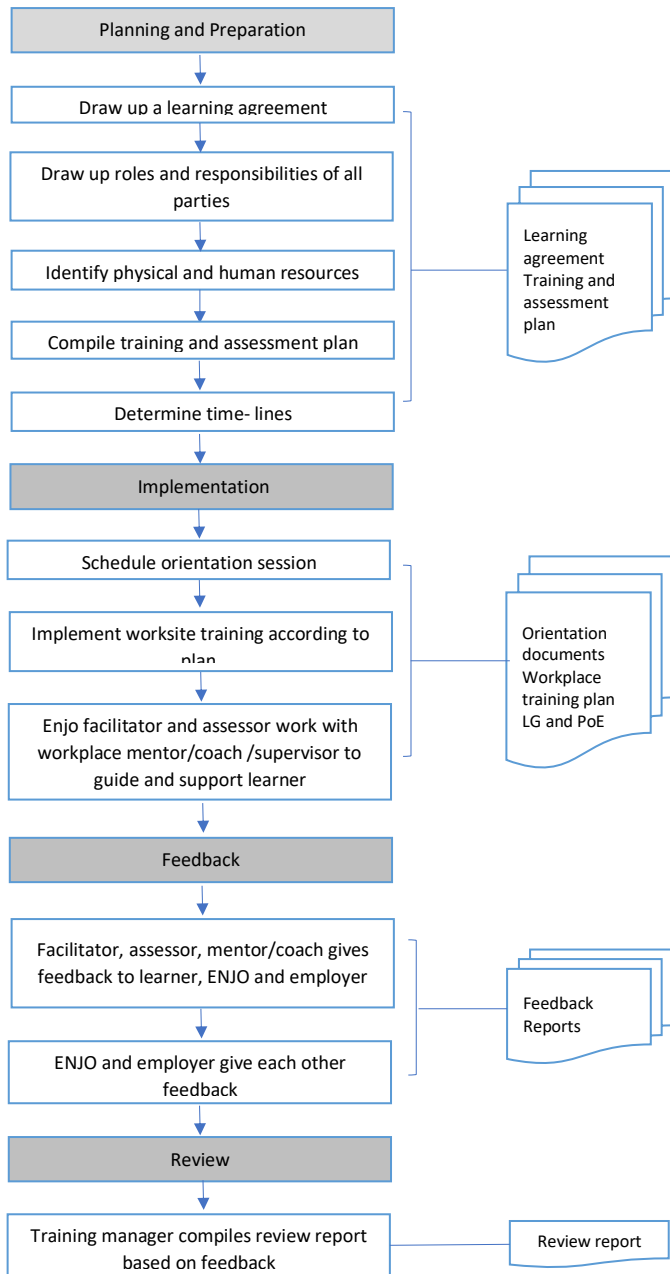 Planning and Preparation
Draw up a learning agreement
Draw up roles and responsibilities of all
parties
Identify physical and human resources
Compile training and assessment plan
Determine time- lines
Learning
agreement
Training and
assessment
plan
Implementation
Schedule orientation session
Implement worksite training according to
plan
Enjo facilitator and assessor work with
workplace mentor/coach /supervisor to
guide and support learner
Orientation
documents
Workplace
training plan
LG and PoE
Feedback
Facilitator, assessor, mentor/coach gives
feedback to learner, ENJO and employer
ENJO and employer give each other
feedback
Feedback
Reports
Review
Training manager compiles review report
based on feedback
Review report